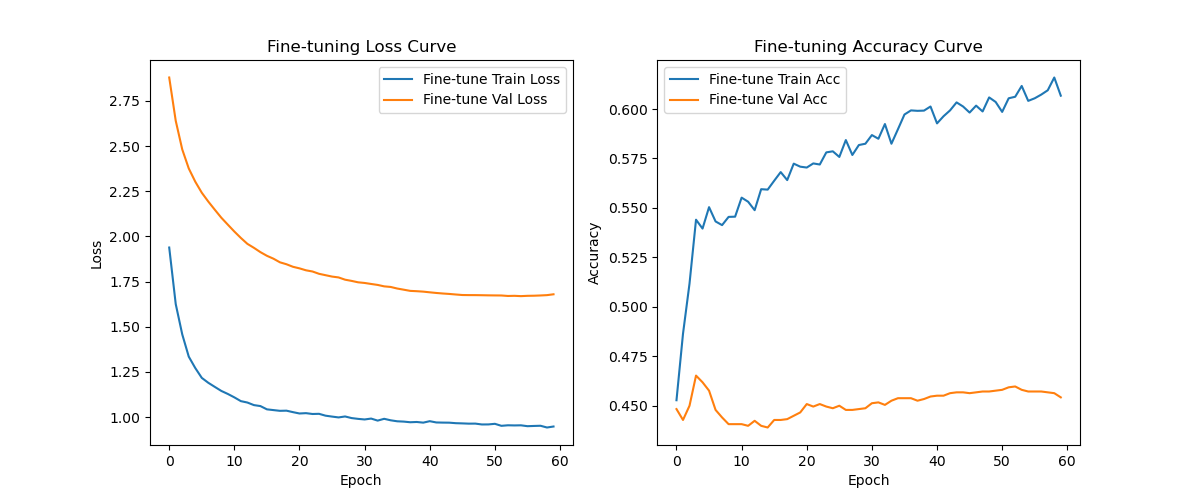 Fine-tuning Loss Curve
Fine-tune Train Loss
Fine-tune Val Loss
2.75
2.50
2.25
2.00
1.75
1.50
1.25
1.00
Loss
0 10 20 30 40 50 60
Epoch
Fine-tuning Accuracy Curve
Fine-tune Train Acc
Fine-tune Val Acc
0.600
0.575
0.550
0.525
0.500
0.475
0.450
Accuracy
0 10 20 30 40 50 60
Epoch